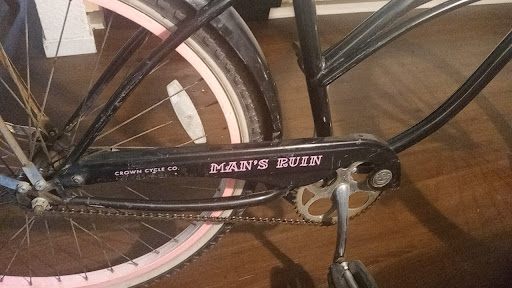 CROWN CYCLE CO. MAN'S RUIN